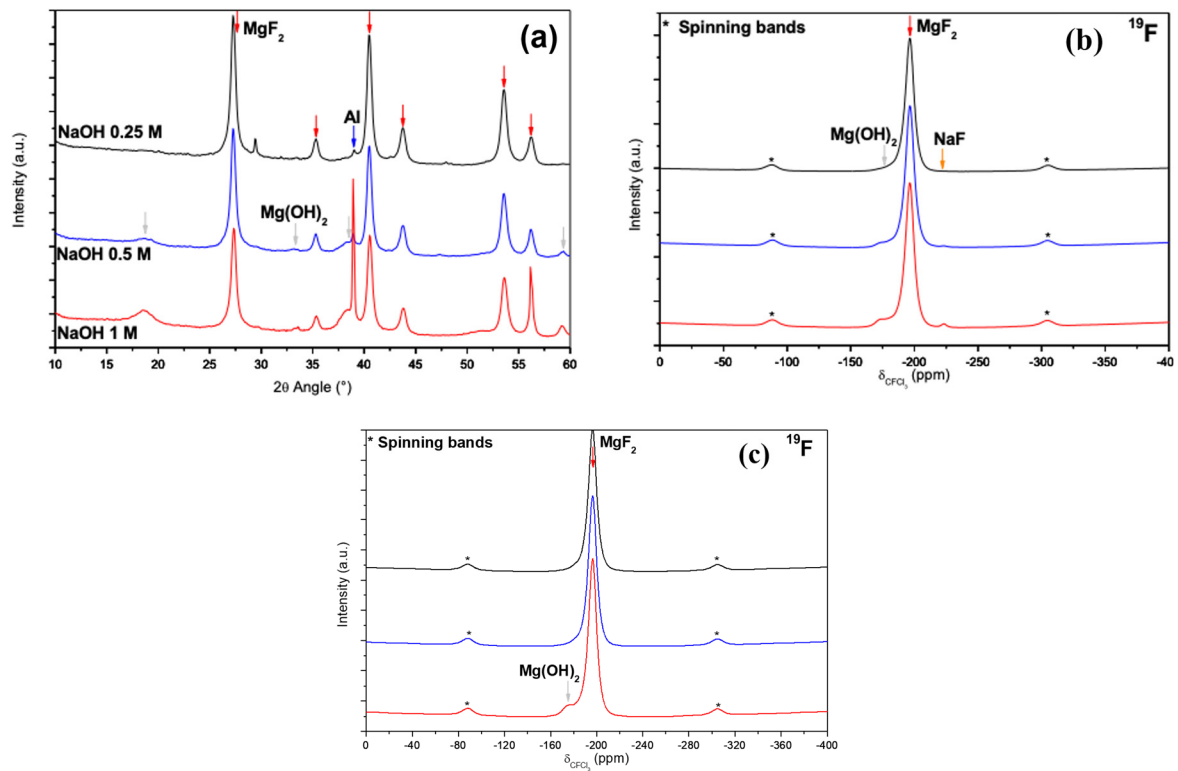 (a)
MgF2
Al
NaOH 0.25 M
Mg(OH)2
NaOH 0.5 M
NaOH 1 M
Intensity (a.u.)
10 15 20 25 30 35 40 45 50 55 60
2θ Angle (°)
* Spinning bands
MgF2
(b)
19F
Mg(OH)2
NaF
* *
* *
* *
Intensity (a.u.)
0 -50 -100 -150 -200 -250 -300 -350 -40
δCFCl3 (ppm)
* Spinning bands
MgF2
(c)
19F
* *
* *
Mg(OH)2
* *
Intensity (a.u.)
0 -40 -80 -120 -160 -200 -240 -280 -320 -360 -400
δCFCl3 (ppm)